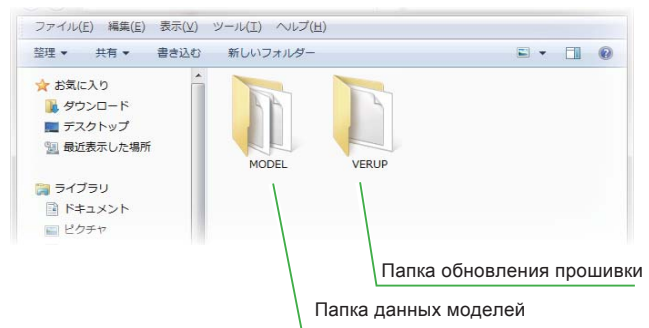 ファイル(F) 編集(E) 表示(V) ツール(T) ヘルプ(H)
整理 ▼ 共有 ▼ 書き込む 新しいフォルダー
お気に入り
ダウンロード
デスクトップ
最近表示した場所
ライブラリ
ドキュメント
ピクチャ
MODEL
VERUP
Папка обновления прошивки
Папка данных моделей